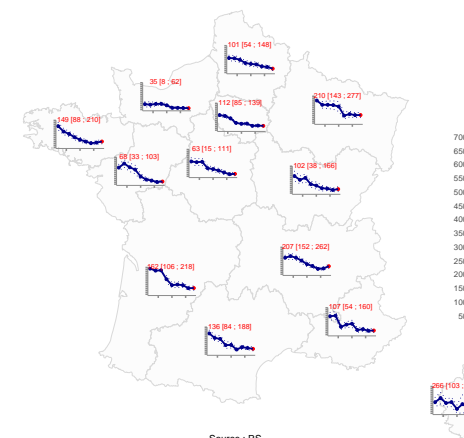 101 [54 ; 148]
35 [8 ; 62]
112 [85 ; 139]
210 [143 ; 277]
149 [88 ; 210]
68 [33 ; 103]
63 [15 ; 111]
102 [38 ; 166]
207 [152 ; 262]
162 [106 ; 218]
107 [54 ; 160]
136 [84 ; 188]
266 [103 ;
700
650
600
550
500
450
400
350
300
250
200
150
100
50